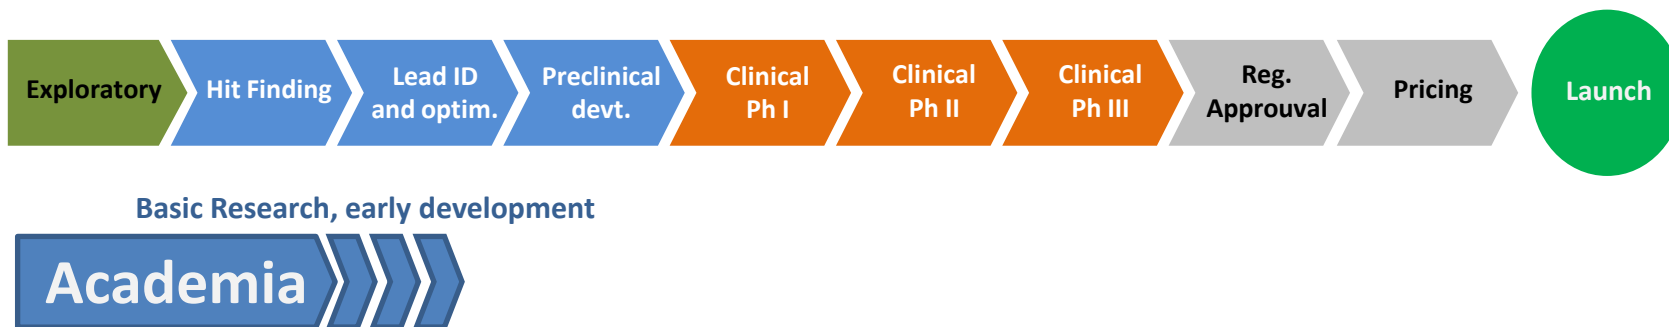 Exploratory
Hit Finding
Lead ID
and optim.
Preclinical
devt.
Clinical
Ph I
Clinical
Ph II
Clinical
Ph III
Reg.
Approuval
Pricing
Launch
Basic Research, early development
Academia